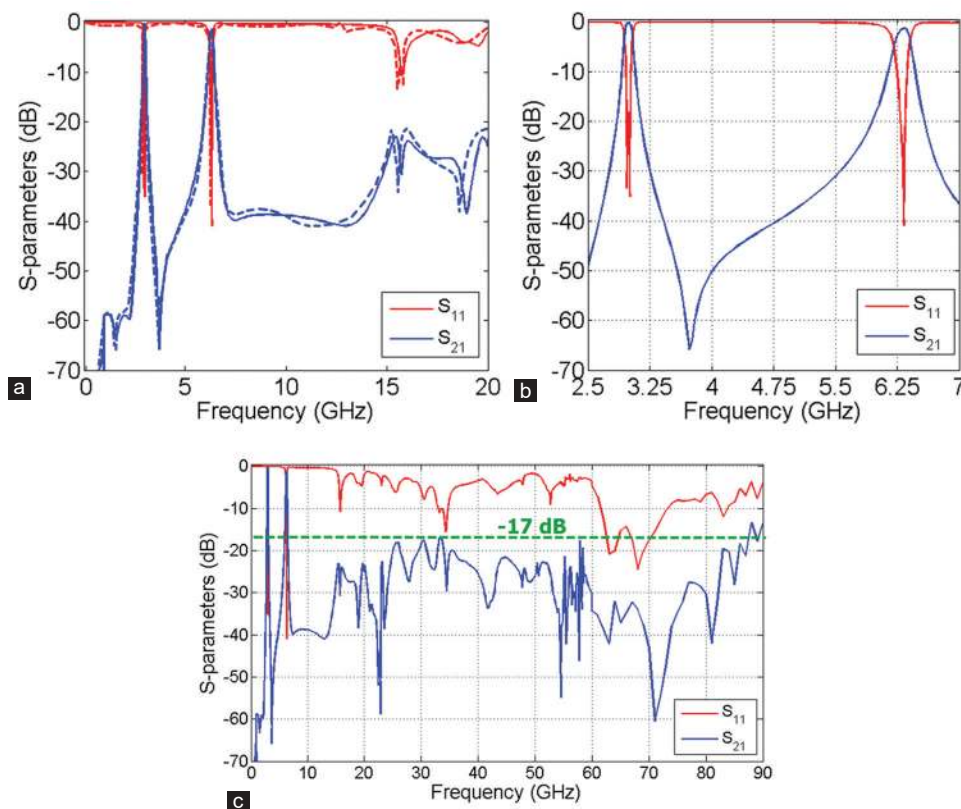 0
-10
-20
-30
-40
-50
-60
-70
S-parameters (dB)
S11
S21
0 5 10 15 20
Frequency (GHz)
a
0
-10
-20
-30
-40
-50
-60
-70
S-parameters (dB)
S11
S21
2.5 3.25 4 4.75 5.5 6.25 7
Frequency (GHz)
b
0
-10
-20
-30
-40
-50
-60
-70
S-parameters (dB)
-17 dB
S11
S21
0 10 20 30 40 50 60 70 80 90
Frequency (GHz)
c